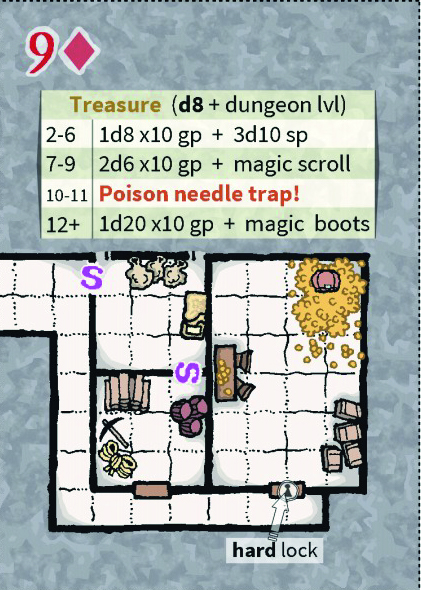 9♦
Treasure (d8 + dungeon lvl)
2-6 1d8 x10 gp + 3d10 sp
7-9 2d6 x10 gp + magic scroll
10-11 Poison needle trap!
12+ 1d20 x10 gp + magic boots
S
S
hard lock